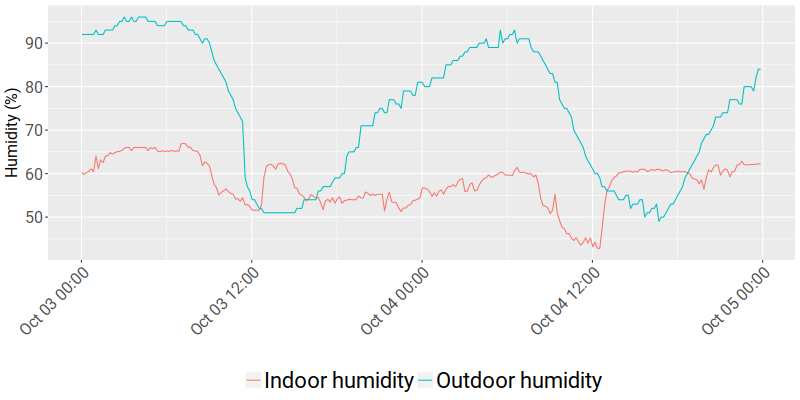 Humidity (%)
90
80
70
60
50
Oct 03 00:00
Oct 03 12:00
Oct 04 00:00
Oct 04 12:00
Oct 05 00:00
Indoor humidity Outdoor humidity